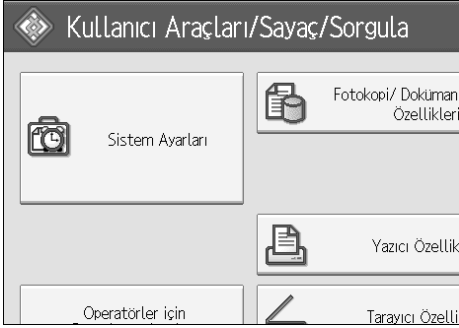 Kullanıcı Araçları/Sayaç/Sorgula
Fotokopi/ Doküman
Özellikleri
Sistem Ayarları
Yazıcı Özellik
Operatörler için
Tarayıcı Özelli